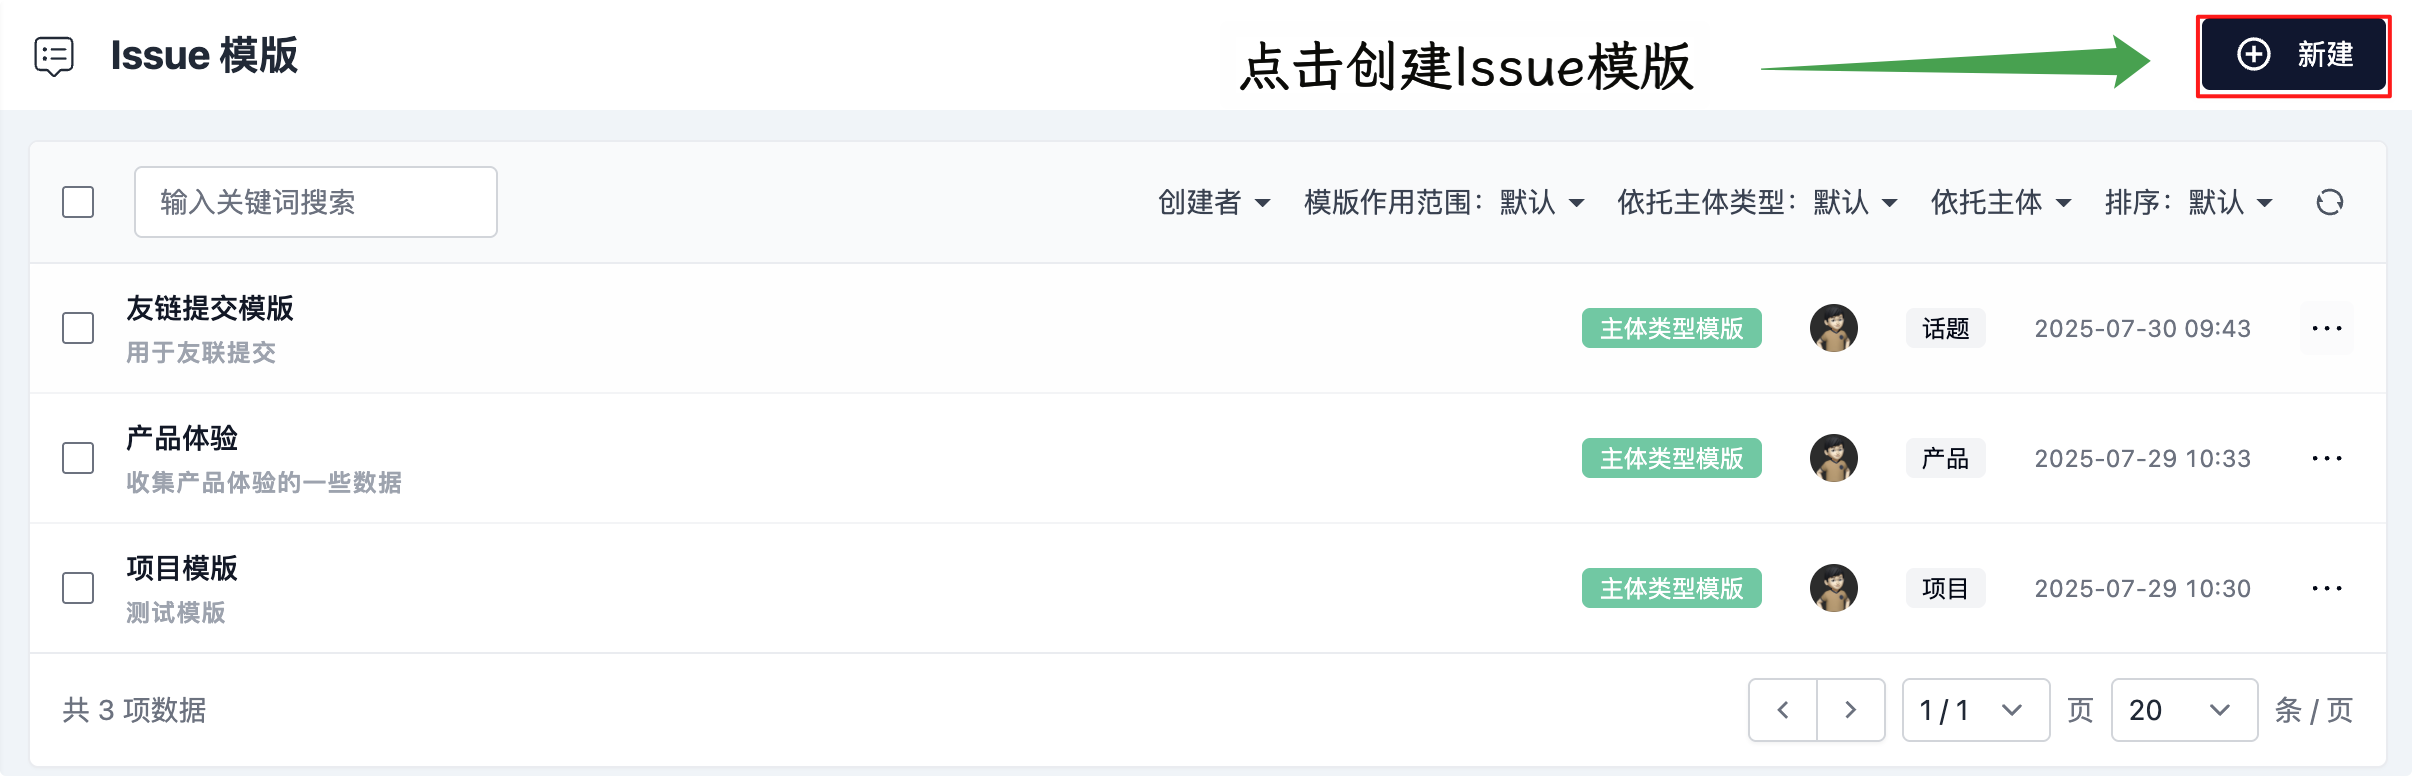 Issue 模版
点击创建Issue模版
新建
输入关键词搜索
创建者
模版作用范围：默认
依托主体类型：默认
依托主体
排序：默认
友链提交模版
用于友联提交
主体类型模版
话题
2025-07-30 09:43
产品体验
收集产品体验的一些数据
主体类型模版
产品
2025-07-29 10:33
项目模版
测试模版
主体类型模版
项目
2025-07-29 10:30
共 3 项数据
1 / 1
页
20
条 / 页